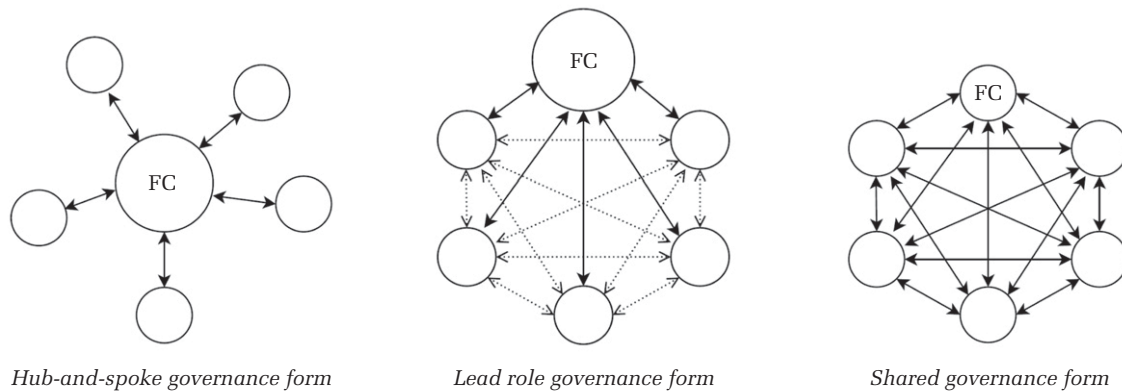 FC
FC
FC
Hub-and-spoke governance form
Lead role governance form
Shared governance form